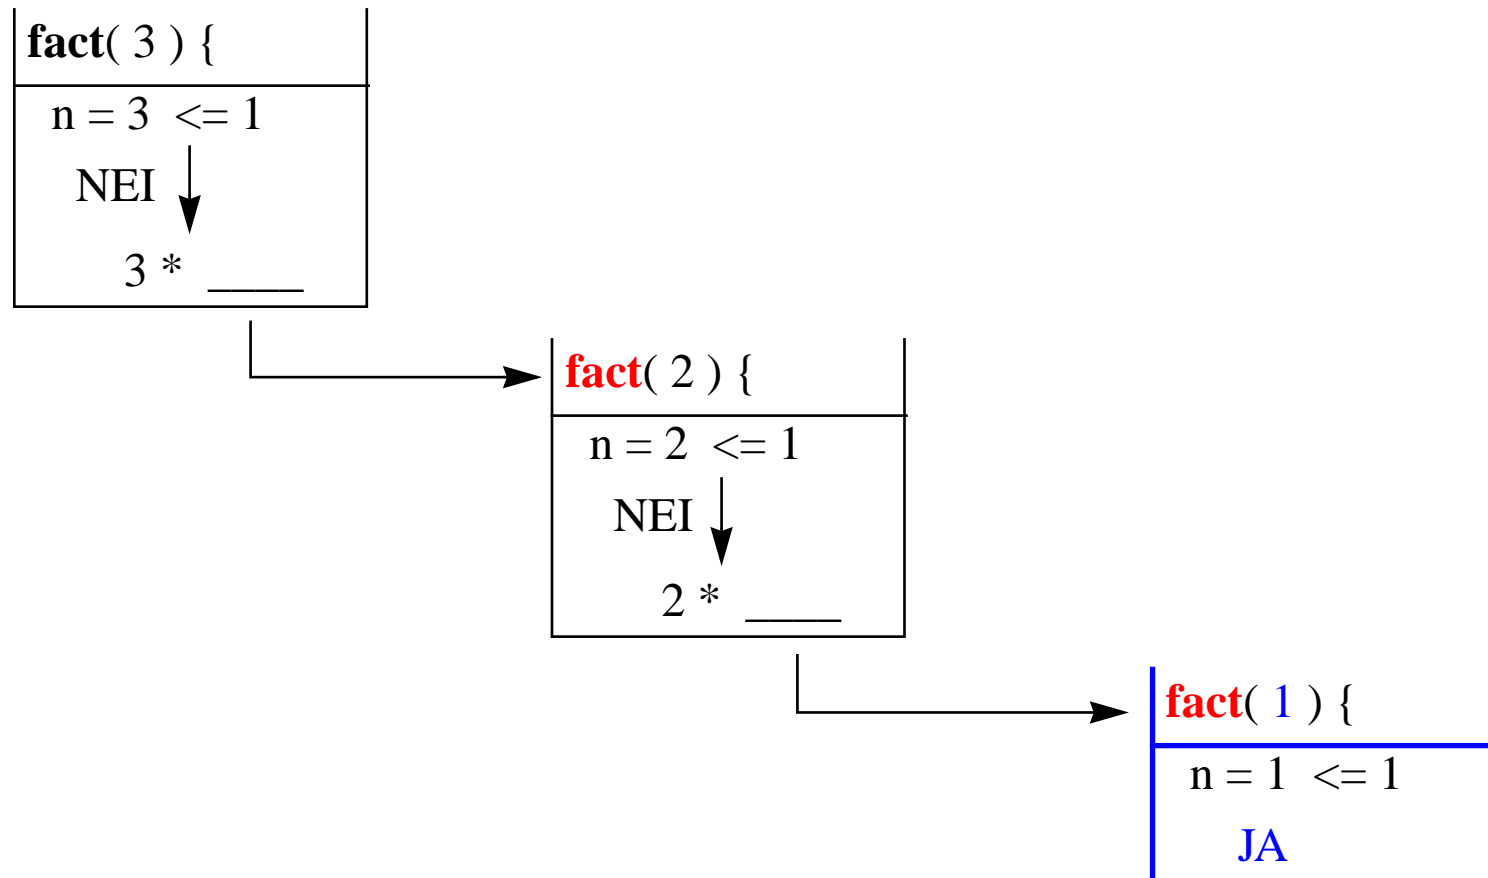 fact( 3 ) {
n = 3 <= 1
NEI
3 * ____
fact( 2 ) {
n = 2 <= 1
NEI
2 * ____
fact( 1 ) {
n = 1 <= 1
JA